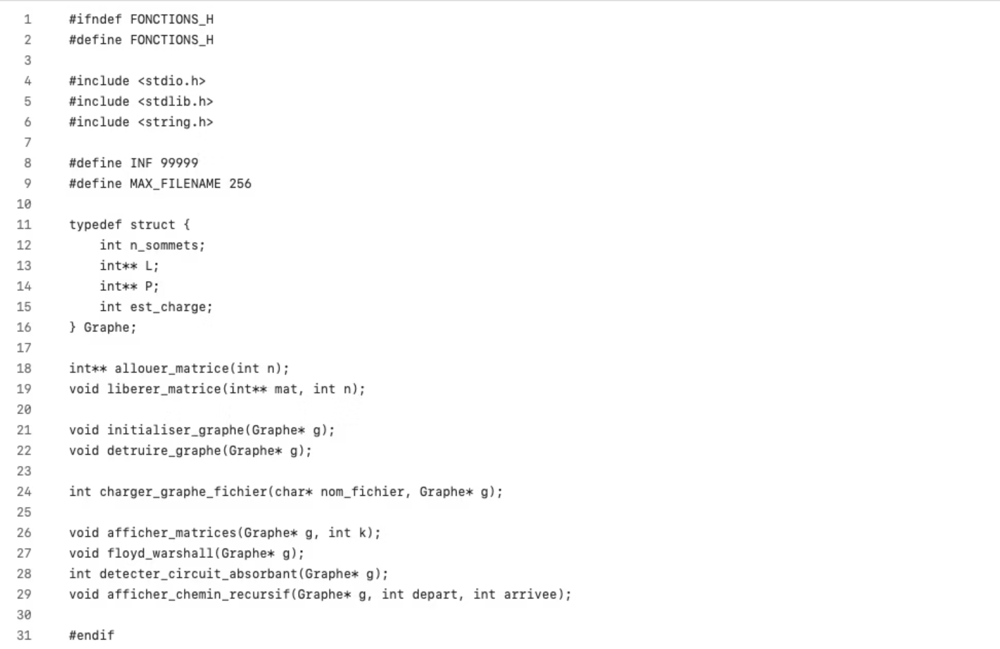 1 #ifndef FONCTIONS_H
2 #define FONCTIONS_H
3
4 #include <stdio.h>
5 #include <stdlib.h>
6 #include <string.h>
7
8 #define INF 99999
9 #define MAX_FILENAME 256
10
11 typedef struct {
12     int n_sommets;
13     int** L;
14     int** P;
15     int est_charge;
16 } Graphe;
17
18 int** allouer_matrice(int n);
19 void liberer_matrice(int** mat, int n);
20
21 void initialiser_graphe(Graphe* g);
22 void detruire_graphe(Graphe* g);
23
24 int charger_graphe_fichier(char* nom_fichier, Graphe* g);
25
26 void afficher_matrices(Graphe* g, int k);
27 void floyd_warshall(Graphe* g);
28 int detecter_circuit_absorbant(Graphe* g);
29 void afficher_chemin_recursif(Graphe* g, int depart, int arrivee);
30
31 #endif